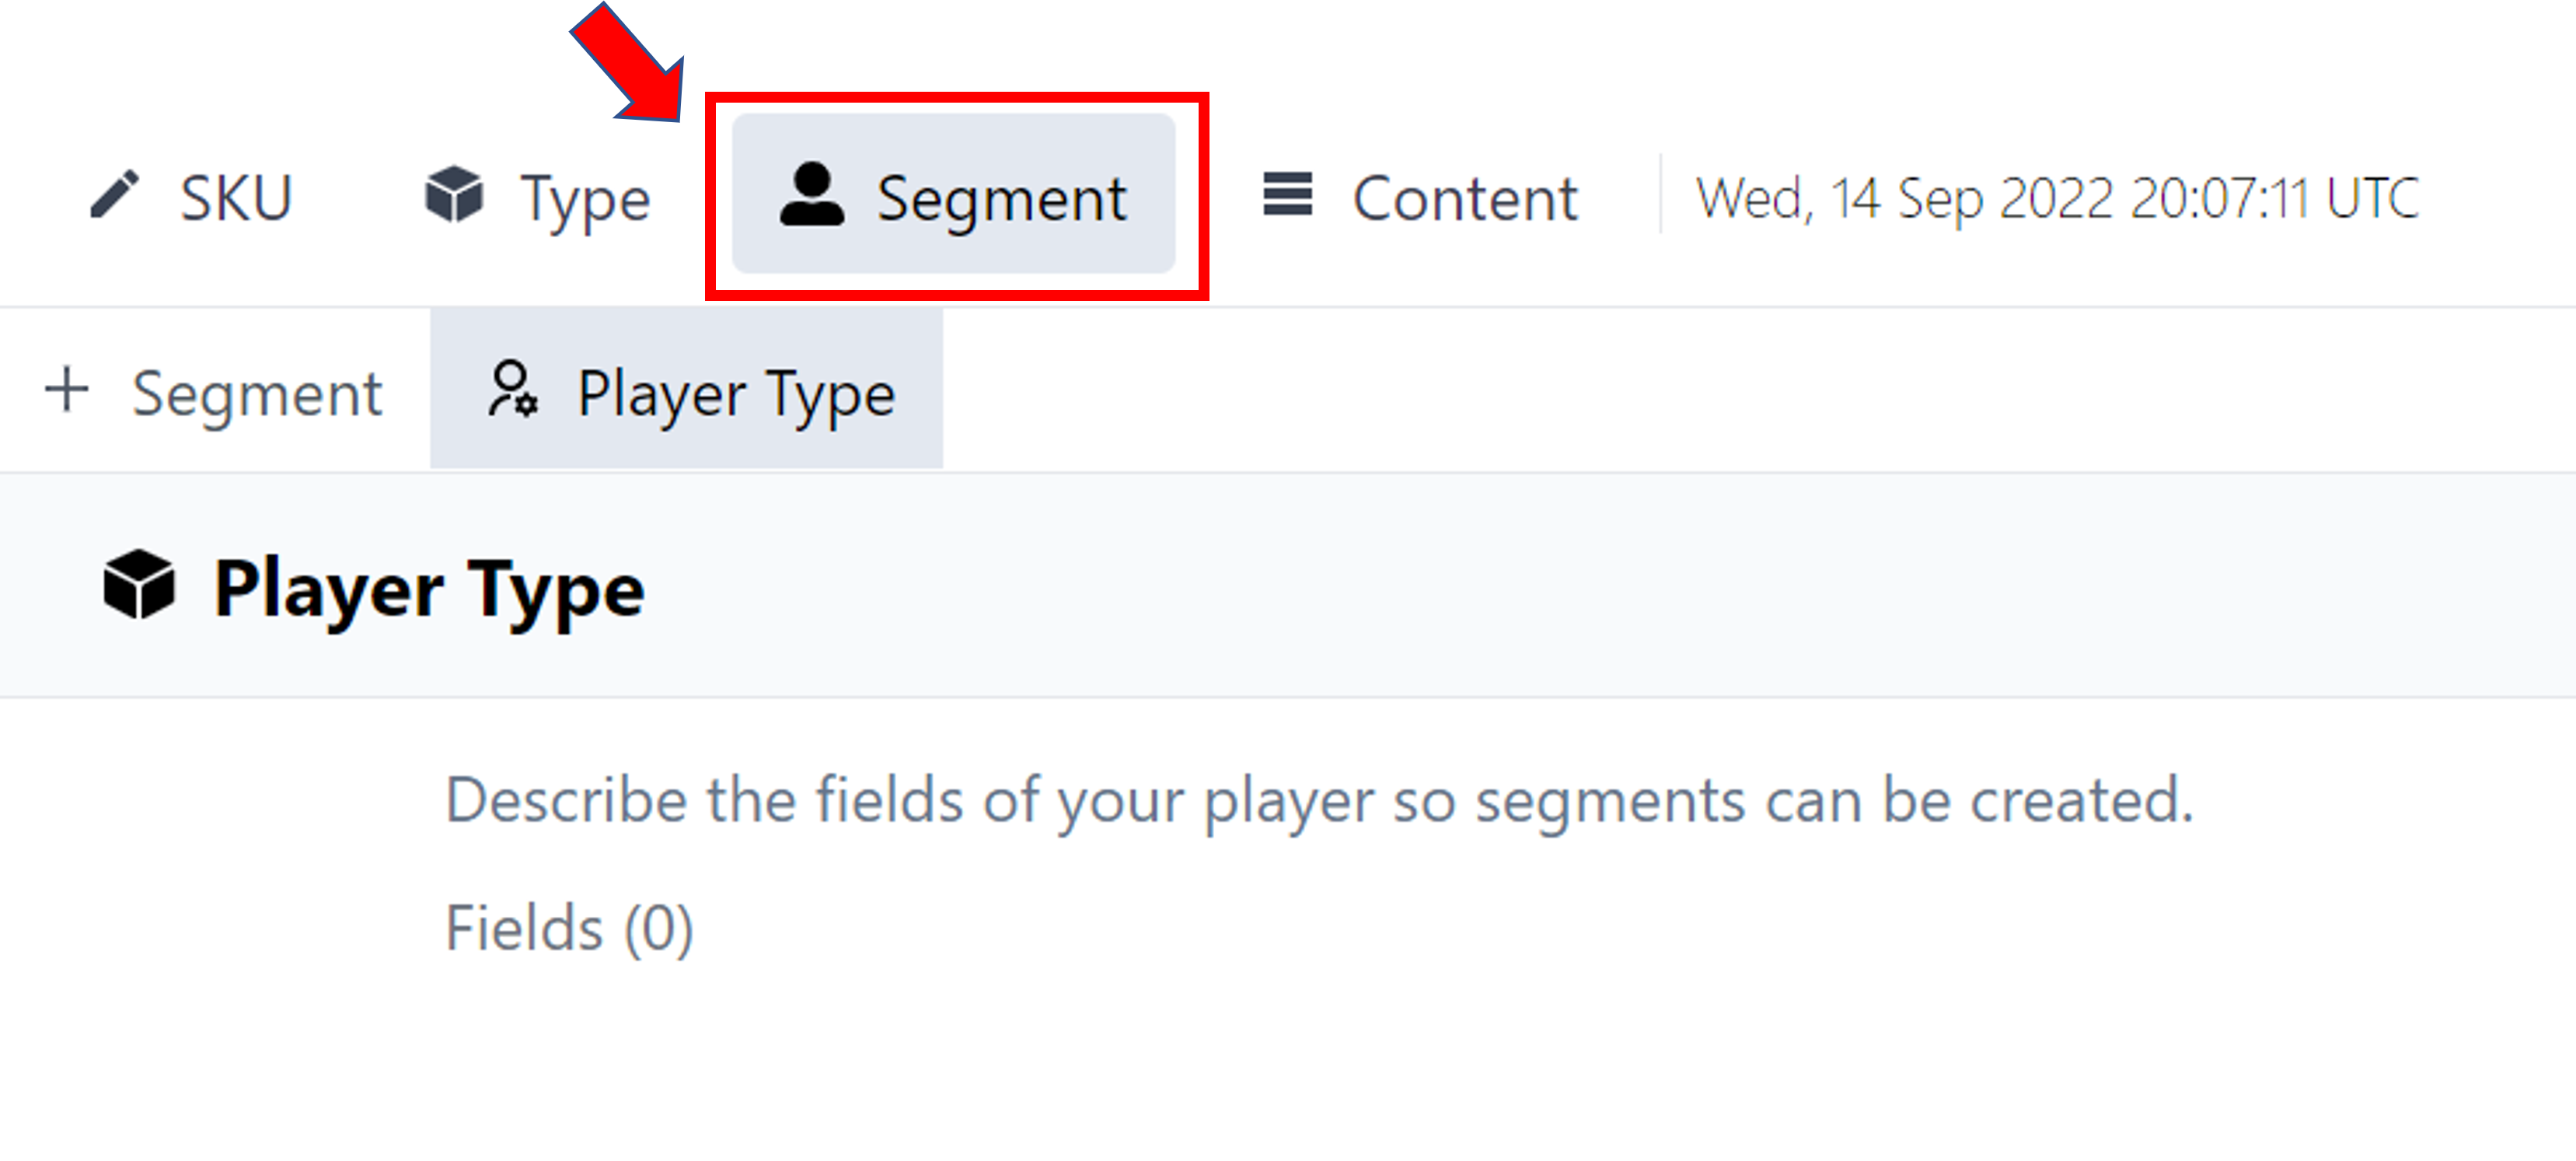 SKU Type Segment Content Wed, 14 Sep 2022 20:07:11 UTC
+ Segment Player Type
Player Type
Describe the fields of your player so segments can be created.
Fields (0)